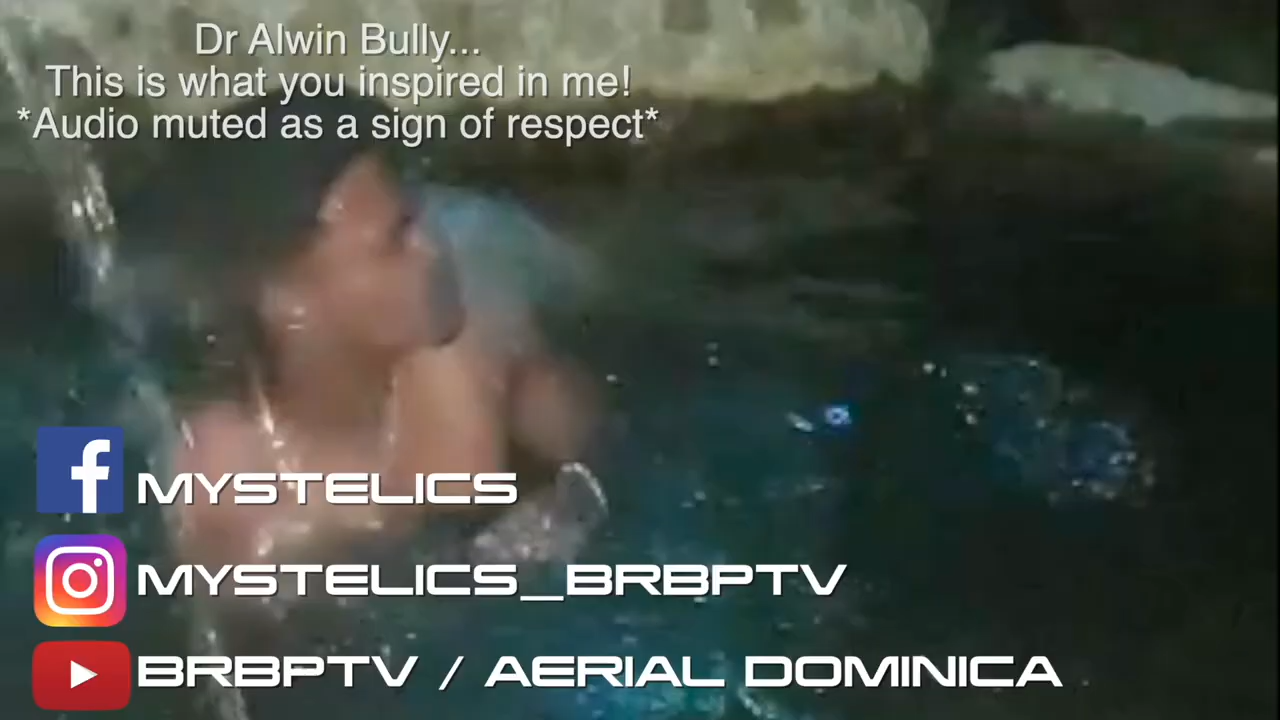 Dr Alwin Bully...
This is what you inspired in me!
*Audio muted as a sign of respect*
MYSTELICS
MYSTELICS_BRBPTV
BRBPTV / AERIAL DOMINICA